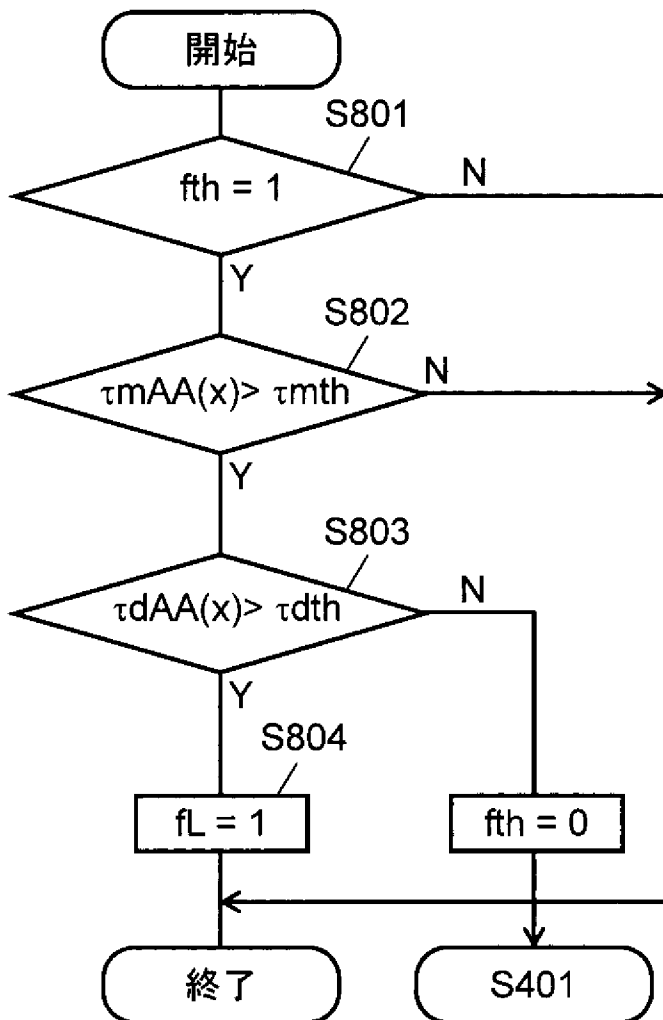 開始
S801
fth = 1
N
Y
S802
τmAA(x)> τmth
N
Y
S803
τdAA(x)> τdth
N
Y
S804
fL = 1
fth = 0
終了
S401